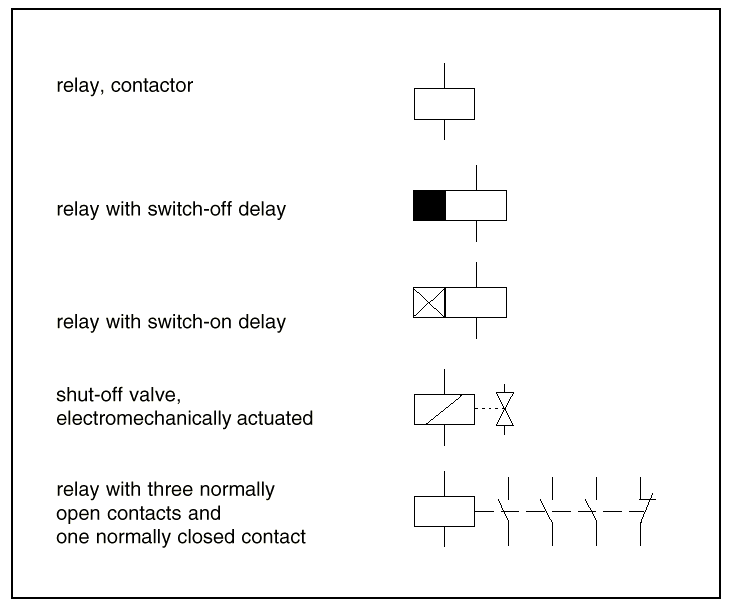 relay, contactor
relay with switch-off delay
relay with switch-on delay
shut-off valve,
electromechanically actuated
relay with three normally
open contacts and
one normally closed contact